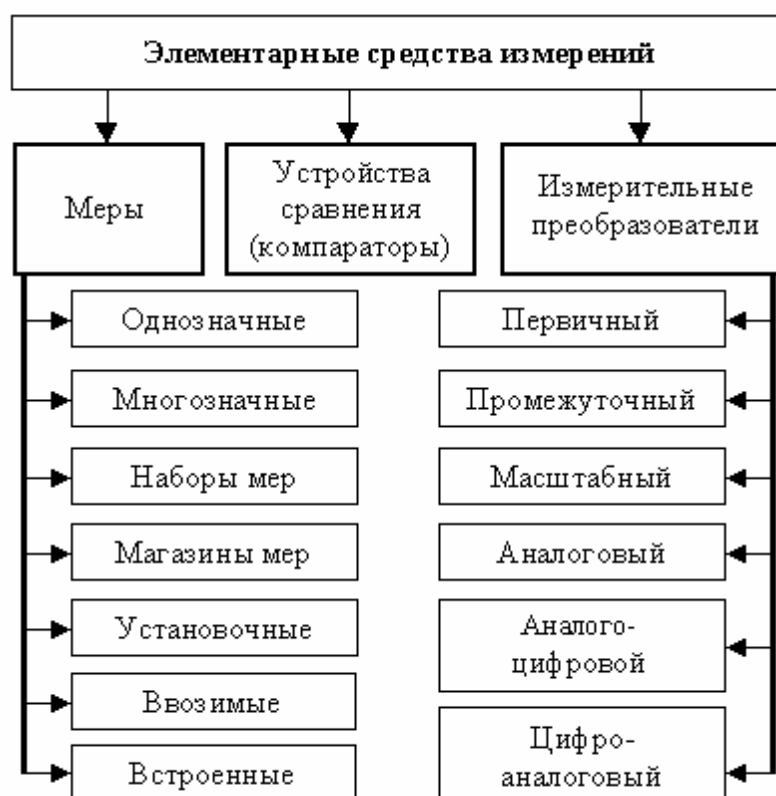 Элементарные средства измерений
Меры
Устройства
сравнения
(компараторы)
Измерительные
преобразователи
Однозначные
Многозначные
Наборы мер
Магазины мер
Установочные
Ввозимые
Встроенные
Первичный
Промежуточный
Масштабный
Аналоговый
Аналого-
цифровой
Цифро-
аналоговый